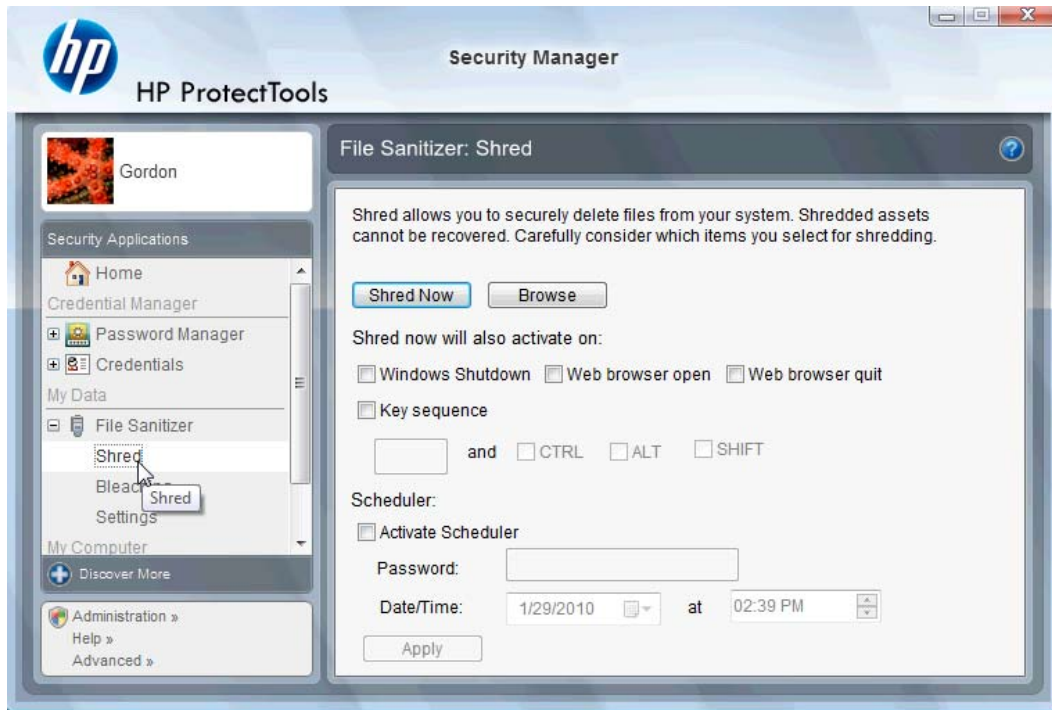 hp
HP ProtectTools
Security Manager
X
Gordon
Security Applications
Home
Credential Manager
Password Manager
Credentials
My Data
File Sanitizer
Shred
Shred
Settings
My Computer
Discover More
Administration »
Help »
Advanced »
File Sanitizer: Shred
?
Shred allows you to securely delete files from your system. Shredded assets
cannot be recovered. Carefully consider which items you select for shredding.
Shred Now Browse
Shred now will also activate on:
Windows Shutdown Web browser open Web browser quit
Key sequence
and CTRL ALT SHIFT
Scheduler:
Activate Scheduler
Password:
Date/Time: 1/29/2010 at 02:39 PM
Apply